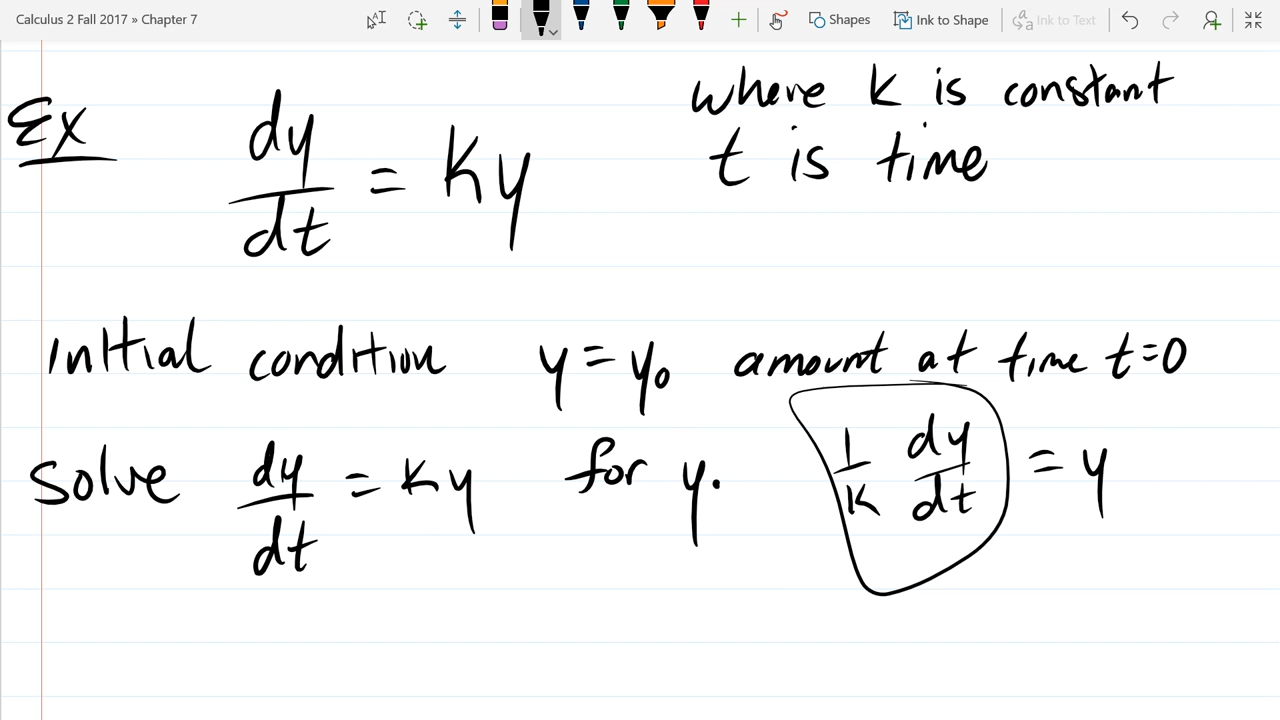 Calculus 2 Fall 2017 » Chapter 7
Shapes
Ink to Shape
Ink to Text
Ex dy/dt = Ky
where k is constant
t is time
initial condition y = y₀ amount at time t=0
Solve dy/dt = Ky for y. 1/K dy/dt = y